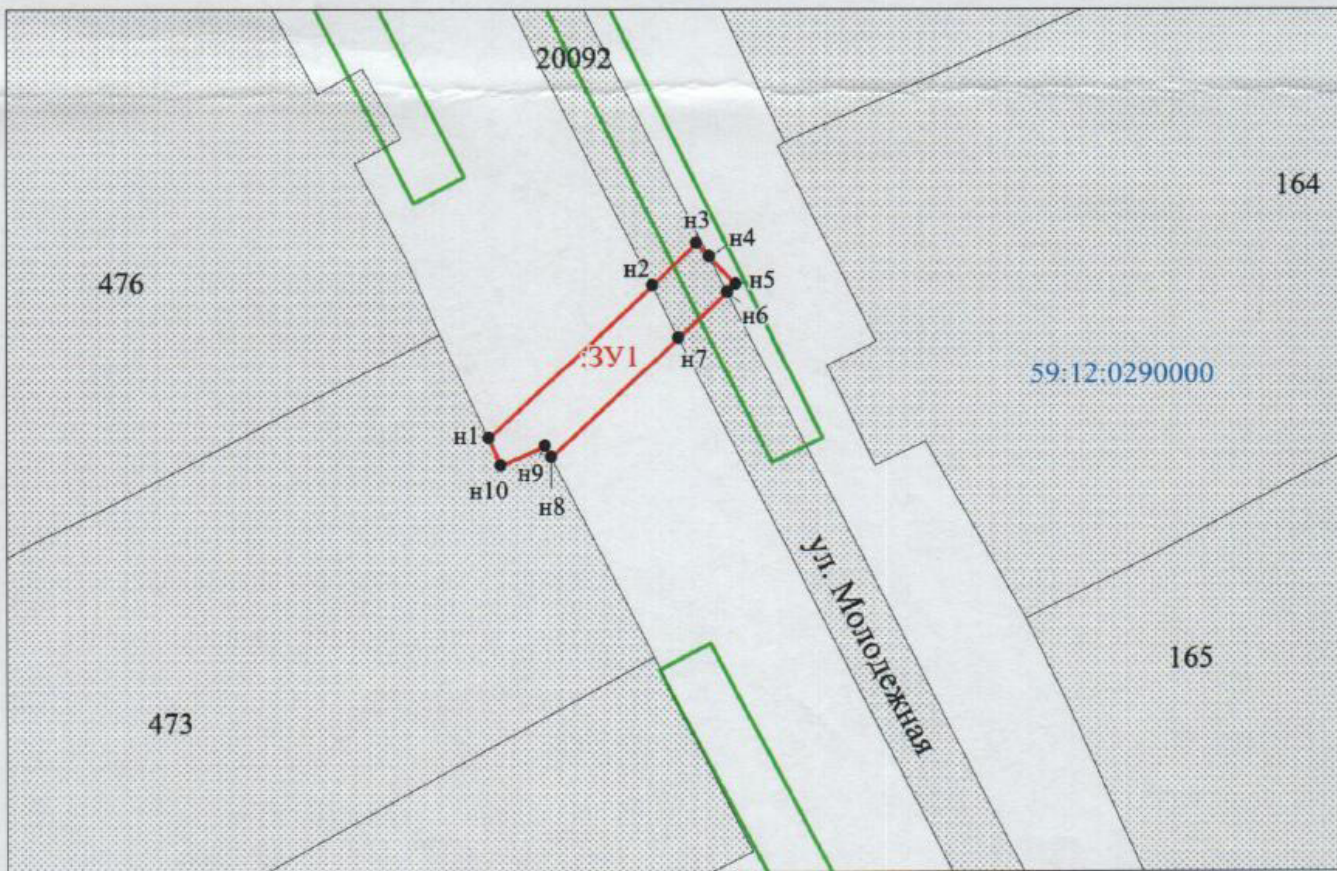 20092
164
н3
н4
476
н2
н5
н6
:ЗУ1
н7
59:12:0290000
н1
н9
н10
н8
ул. Молодежная
165
473